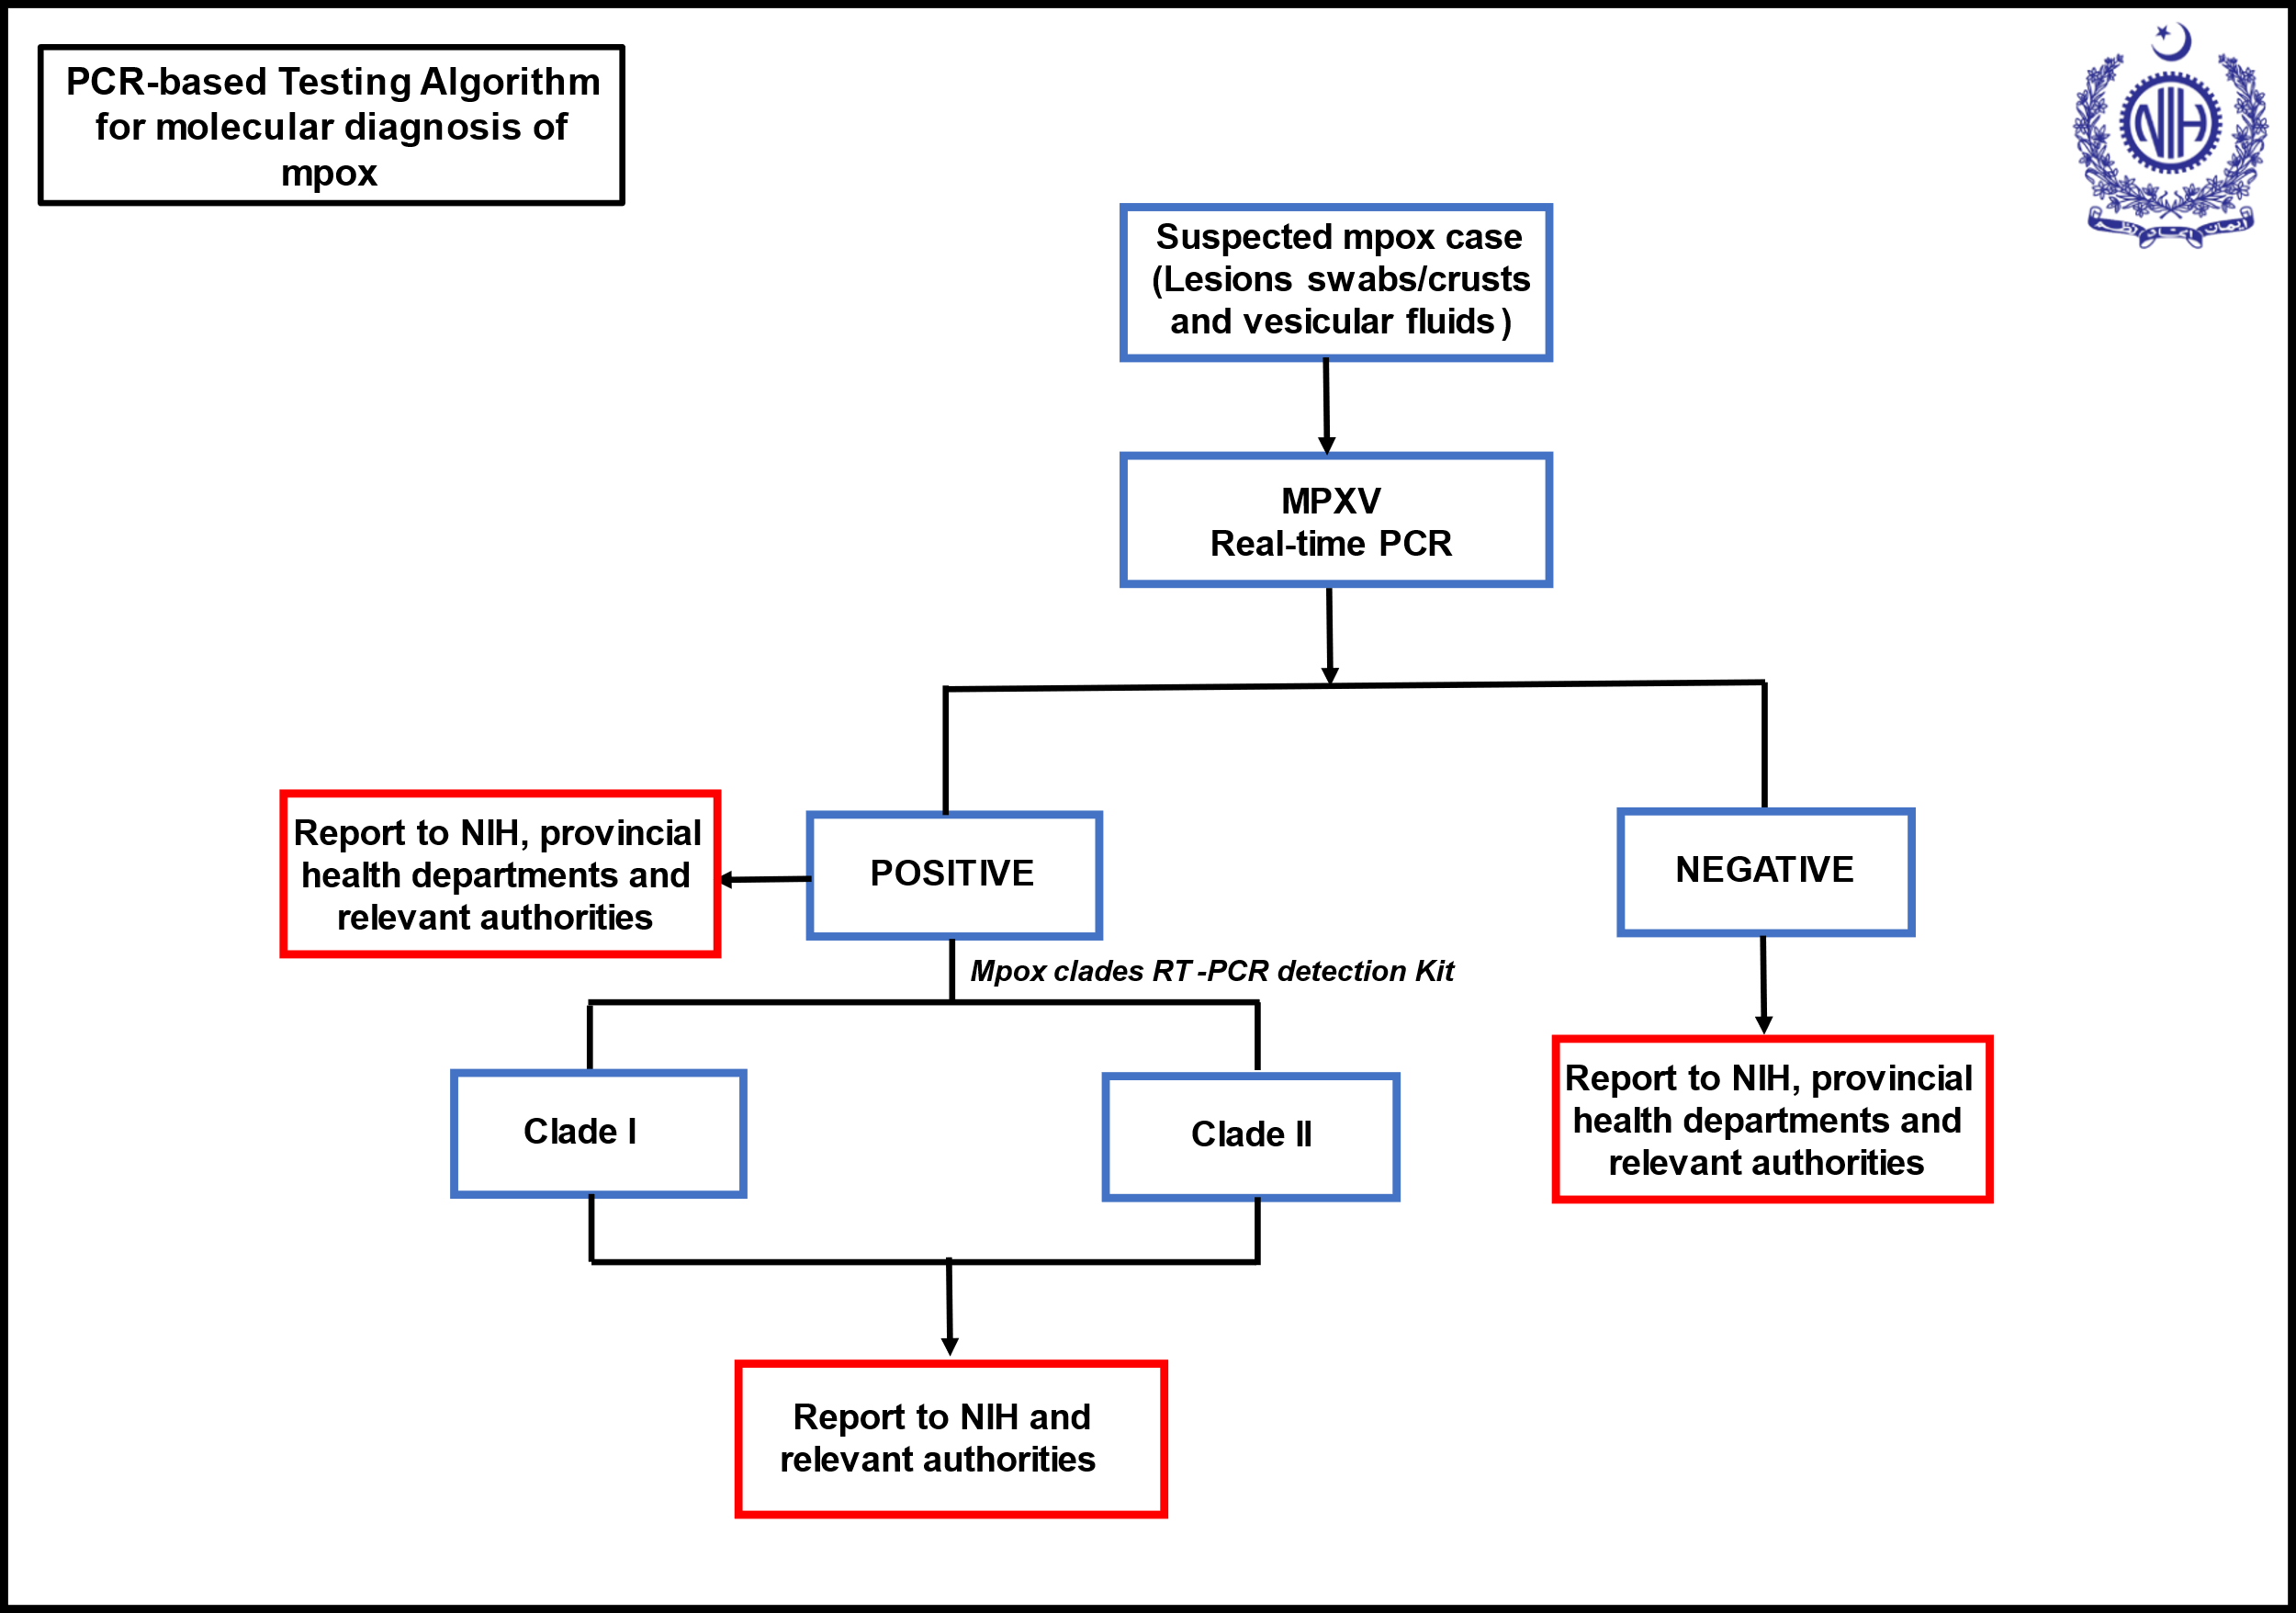 PCR-based Testing Algorithm
for molecular diagnosis of
mpox
NIH
Suspected mpox case
(Lesions swabs/crusts
and vesicular fluids)
MPXV
Real-time PCR
Report to NIH, provincial
health departments and
relevant authorities
POSITIVE
NEGATIVE
Mpox clades RT-PCR detection Kit
Clade I
Clade II
Report to NIH, provincial
health departments and
relevant authorities
Report to NIH and
relevant authorities